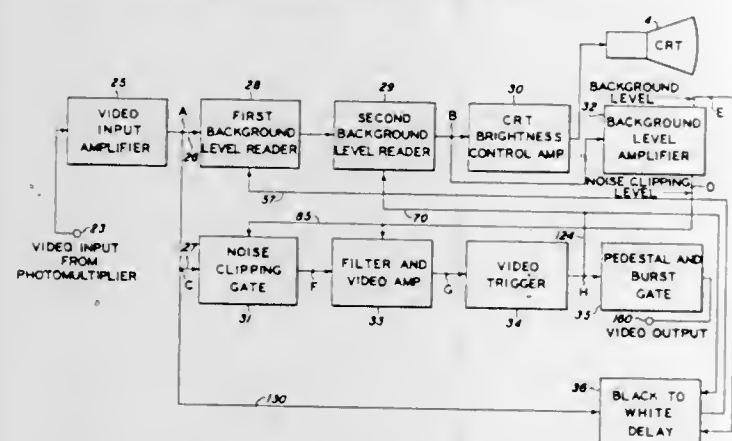 4
CRT
25
VIDEO
INPUT
AMPLIFIER
A
26
28
FIRST
BACKGROUND
LEVEL READER
29
SECOND
BACKGROUND
LEVEL READER
B
30
CRT
BRIGHTNESS
CONTROL AMP
BACKGROUND
LEVEL
E
32
BACKGROUND
LEVEL
AMPLIFIER
57
NOISE CLIPPING
LEVEL
D
85
70
23
VIDEO INPUT
FROM
PHOTOMULTIPLIER
27
C
NOISE
CLIPPING
GATE
31
F
FILTER AND
VIDEO AMP
33
G
VIDEO
TRIGGER
34
124
H
PEDESTAL AND
BURST
GATE
35
160
VIDEO OUTPUT
130
36
BLACK TO
WHITE
DELAY